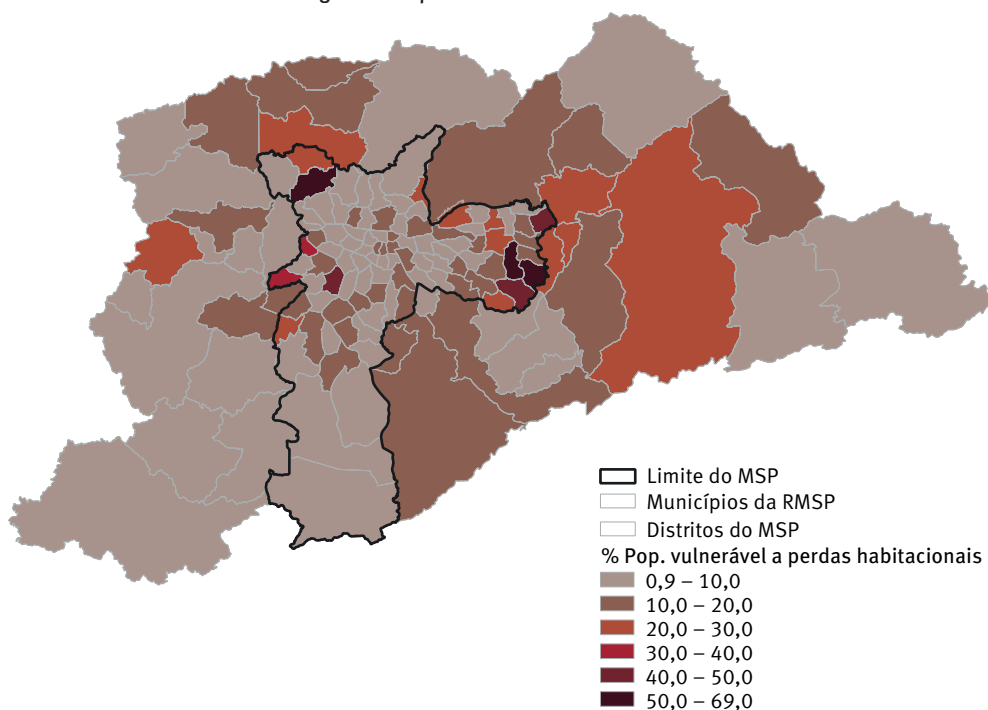 Limite do MSP
Municípios da RMSP
Distritos do MSP
% Pop. vulnerável a perdas habitacionais
0,9 – 10,0
10,0 – 20,0
20,0 – 30,0
30,0 – 40,0
40,0 – 50,0
50,0 – 69,0